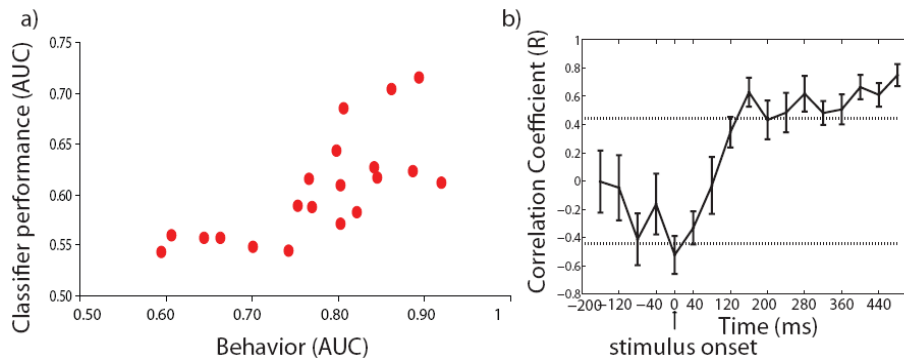 a)
Classifier performance (AUC)
0.75
0.70
0.65
0.60
0.55
0.50
0.50 0.60 0.70 0.80 0.90 1
Behavior (AUC)
b)
Correlation Coefficient (R)
1
0.8
0.6
0.4
0.2
0
−0.2
−0.4
−0.6
−0.8
−200 −120 −40 0 40 120 200 280 360 440
Time (ms)
stimulus onset